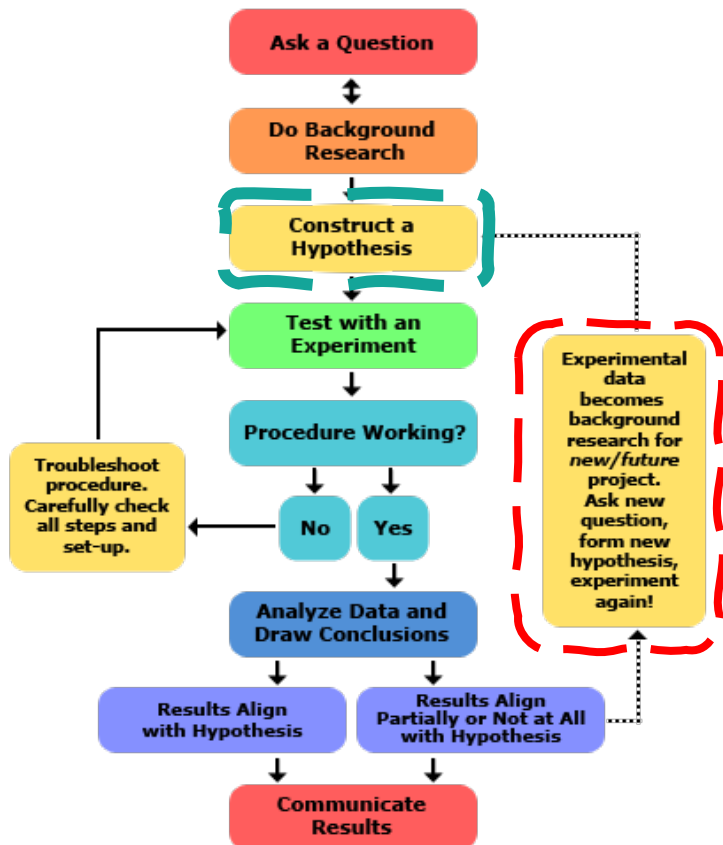 Ask a Question
Do Background
Research
Construct a
Hypothesis
Test with an
Experiment
Procedure Working?
No
Yes
Troubleshoot
procedure.
Carefully check
all steps and
set-up.
Experimental
data
becomes
background
research for
new/future
project.
Ask new
question,
form new
hypothesis,
experiment
again!
Analyze Data and
Draw Conclusions
Results Align
with Hypothesis
Results Align
Partially or Not at All
with Hypothesis
Communicate
Results